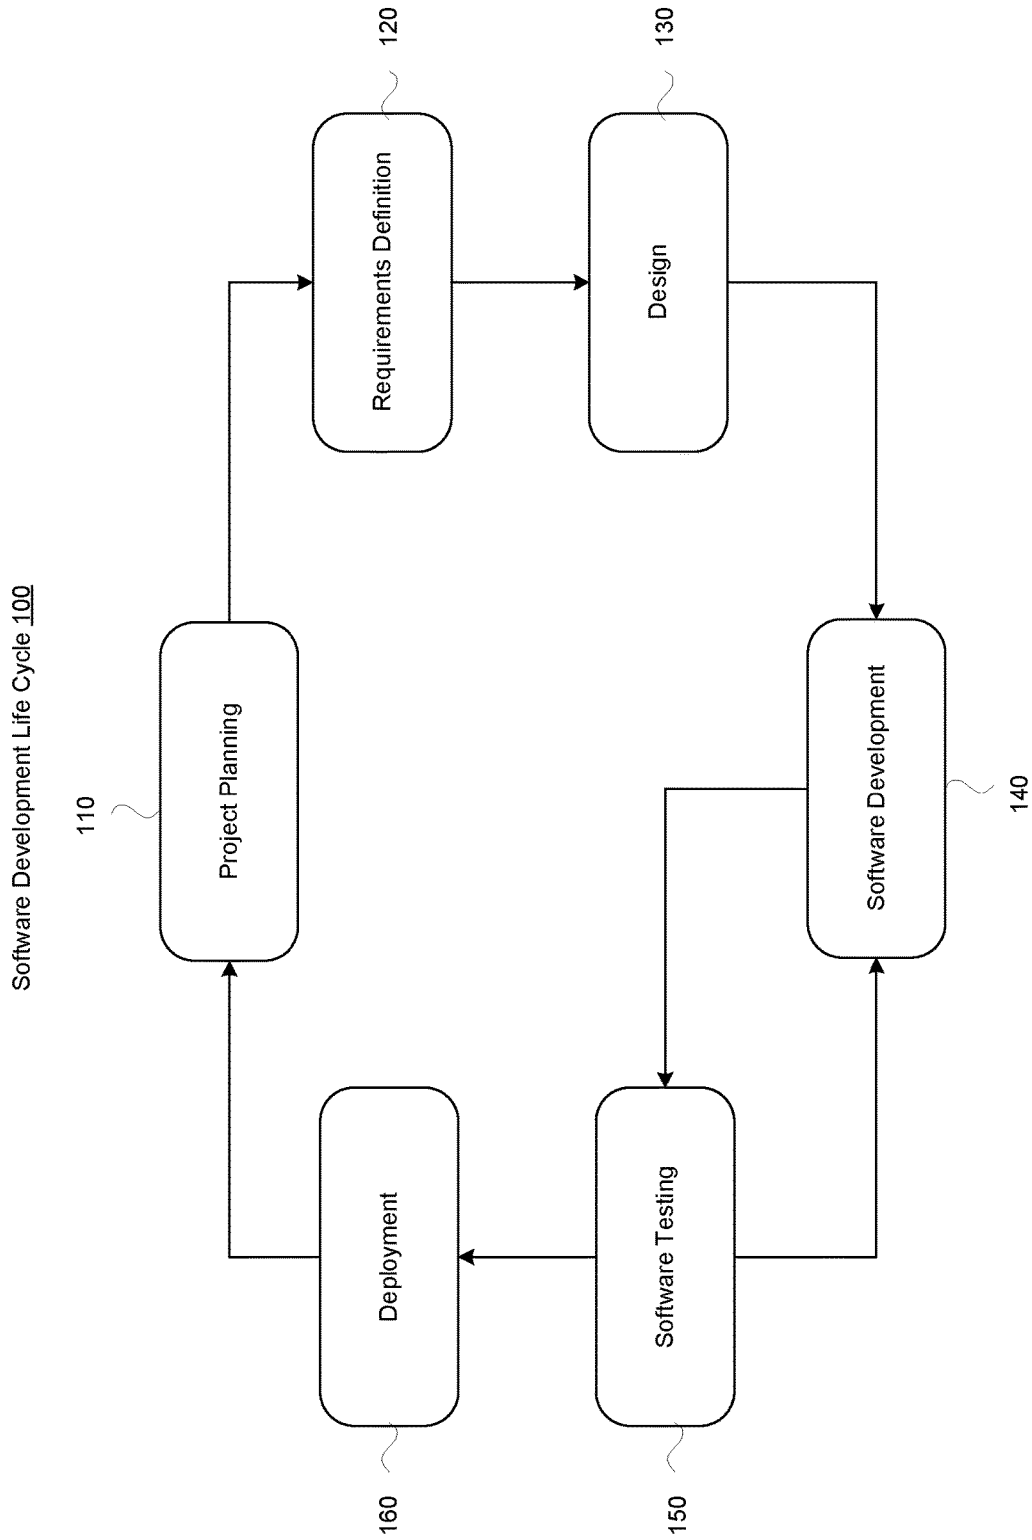 Software Development Life Cycle 100
110
Project Planning
120
Requirements Definition
130
Design
140
Software Development
150
Software Testing
160
Deployment